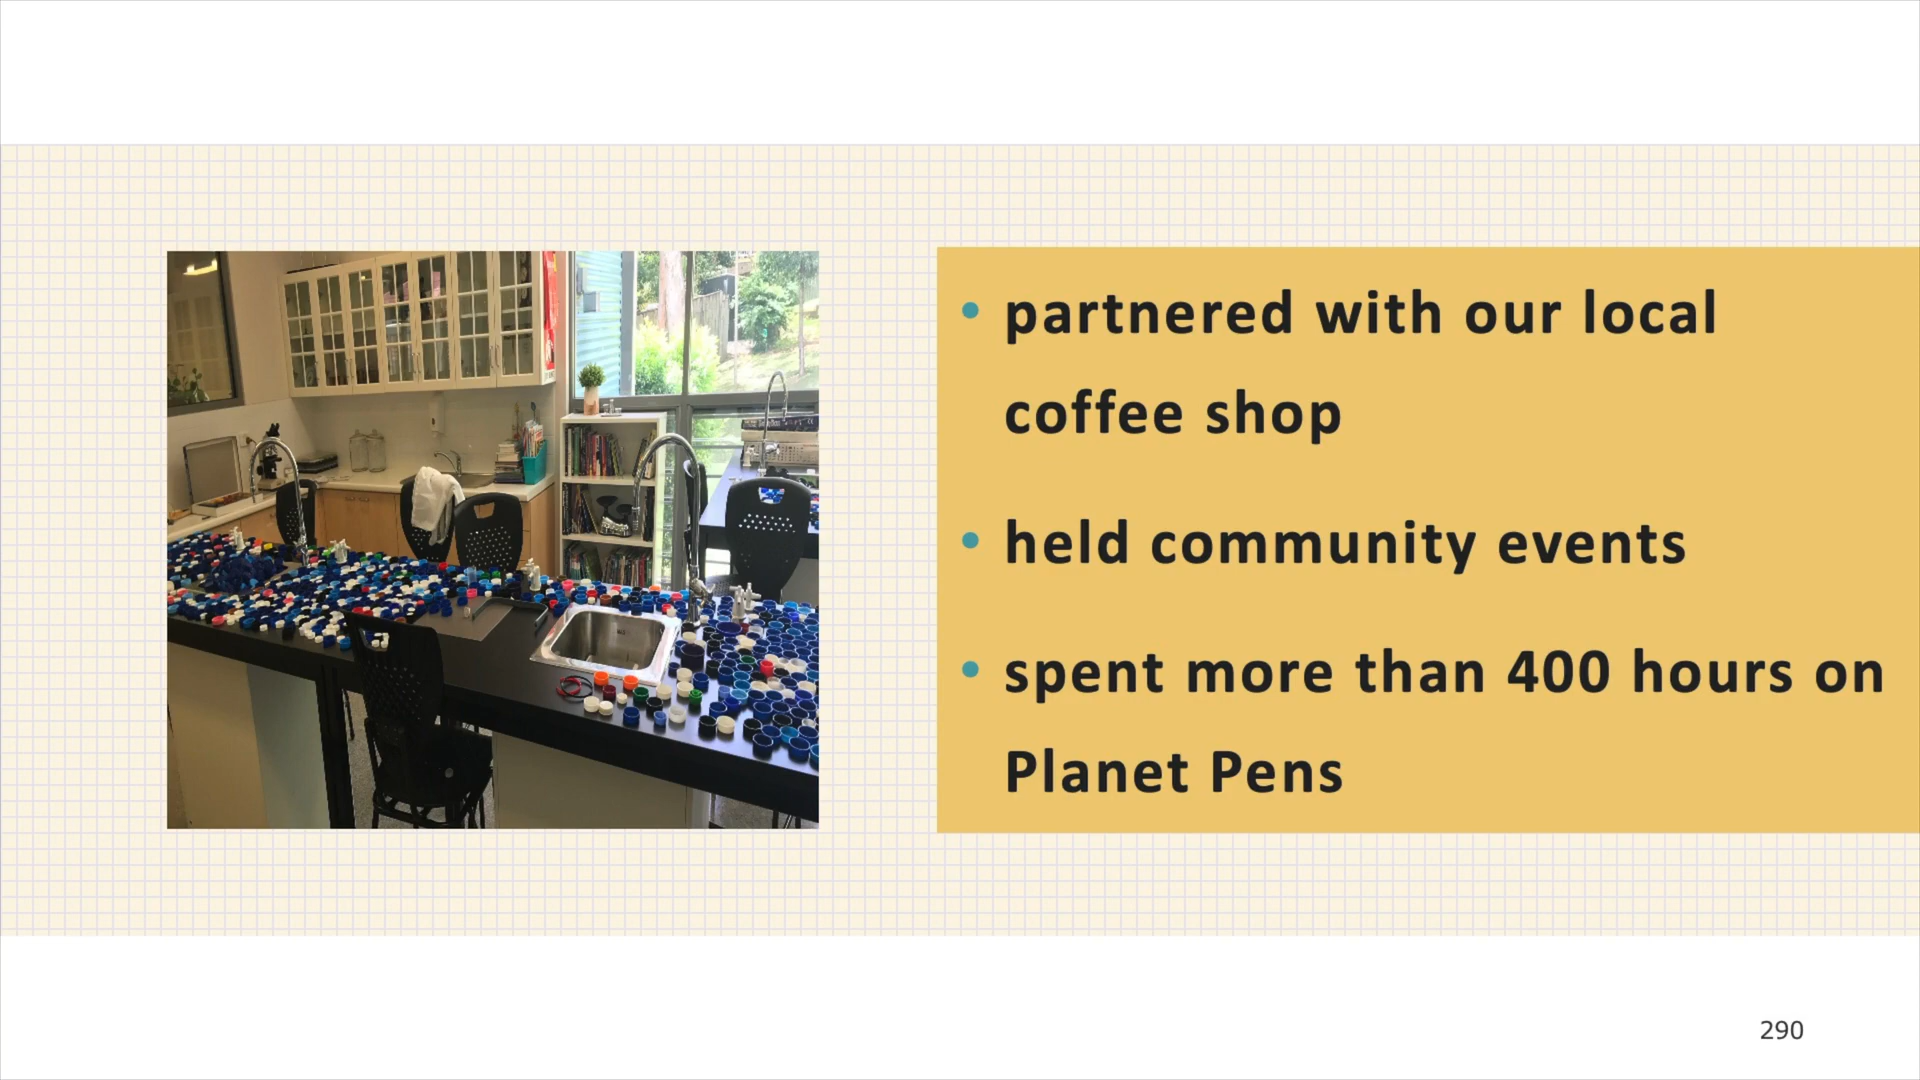 • partnered with our local
coffee shop
• held community events
• spent more than 400 hours on
Planet Pens
290